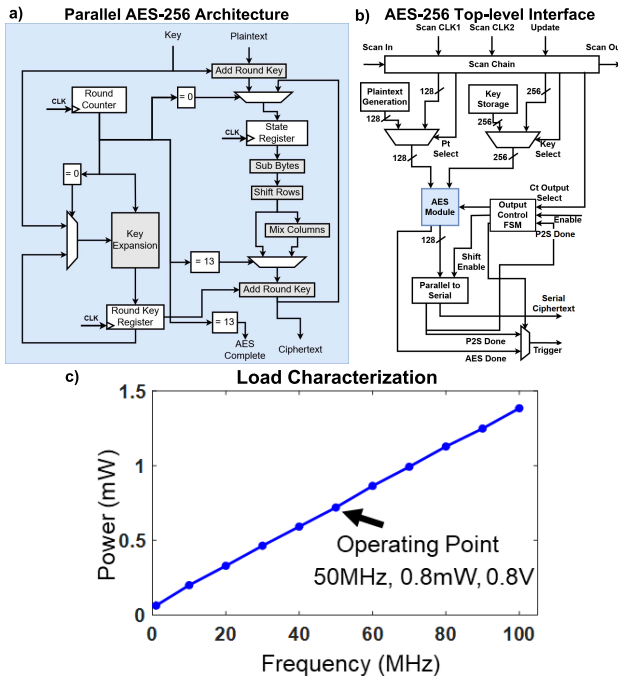 a) Parallel AES-256 Architecture
Key
Plaintext
Add Round Key
CLK
Round
Counter
= 0
CLK
State
Register
= 0
Sub Bytes
Shift Rows
Key
Expansion
Mix Columns
= 13
Add Round Key
CLK
Round Key
Register
= 13
AES
Complete
Ciphertext
b) AES-256 Top-level Interface
Scan CLK1
Scan CLK2
Update
Scan In
Scan Out
Scan Chain
Plaintext
Generation
128
128
Key
Storage
256
256
Pt
Select
Key
Select
128
256
AES
Module
Ct Output
Select
Output
Control
FSM
Enable
P2S Done
128
Shift
Enable
Parallel to
Serial
Serial
Ciphertext
P2S Done
Trigger
AES Done
c) Load Characterization
Power (mW)
1.5
1
0.5
0
Operating Point
50MHz, 0.8mW, 0.8V
0 20 40 60 80 100
Frequency (MHz)